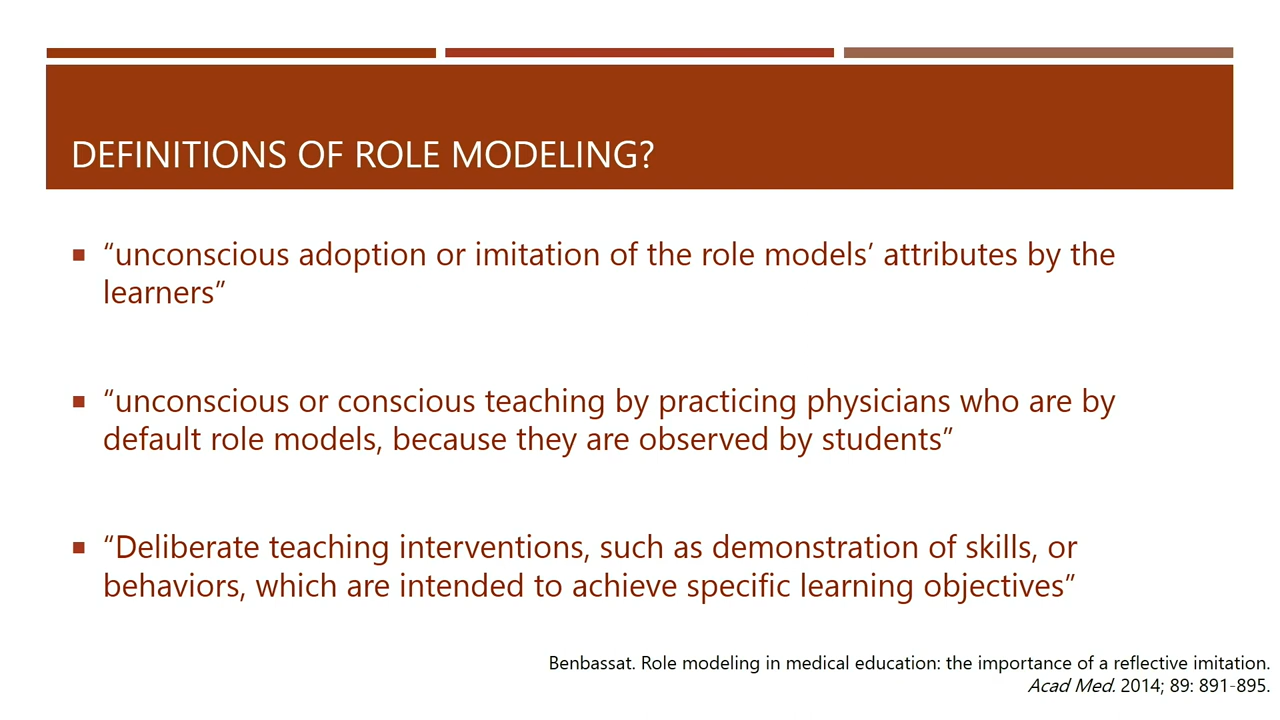 DEFINITIONS OF ROLE MODELING?
▪ “unconscious adoption or imitation of the role models’ attributes by the
learners”
▪ “unconscious or conscious teaching by practicing physicians who are by
default role models, because they are observed by students”
▪ “Deliberate teaching interventions, such as demonstration of skills, or
behaviors, which are intended to achieve specific learning objectives”
Benbassat. Role modeling in medical education: the importance of a reflective imitation.
Acad Med. 2014; 89: 891-895.